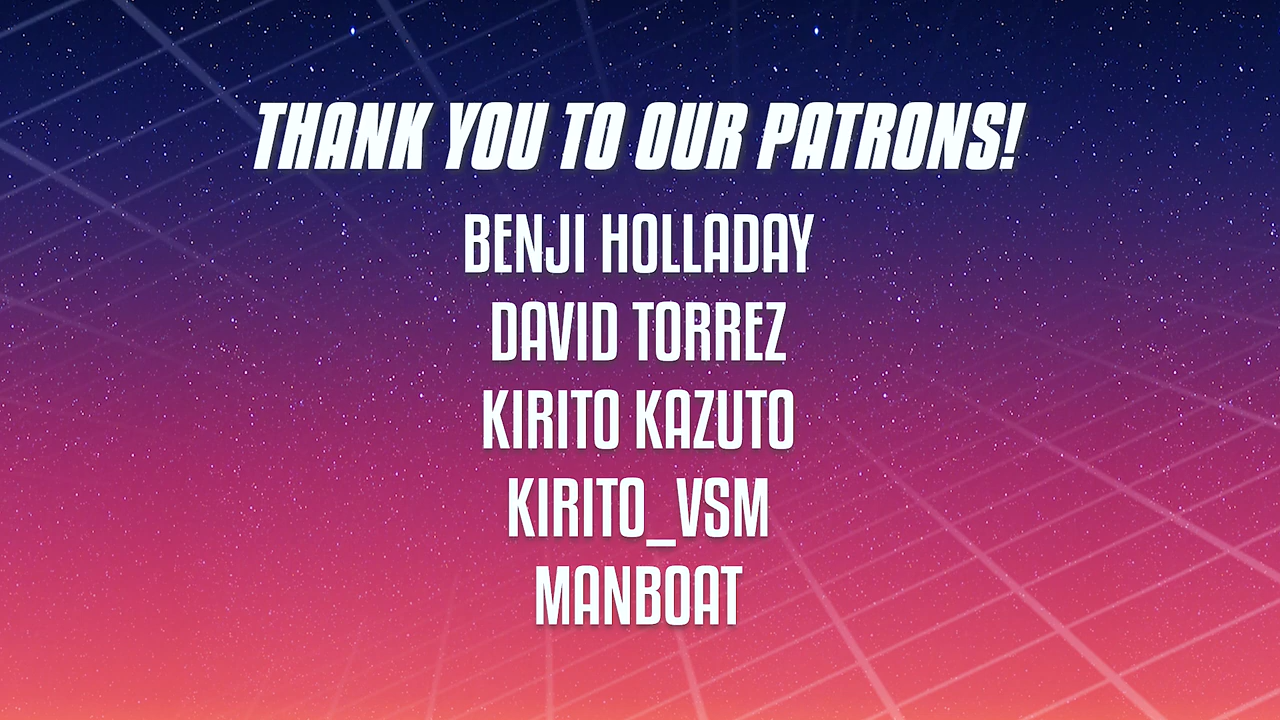 THANK YOU TO OUR PATRONS!
BENJI HOLLADAY
DAVID TORREZ
KIRITO KAZUTO
KIRITO_VSM
MANBOAT